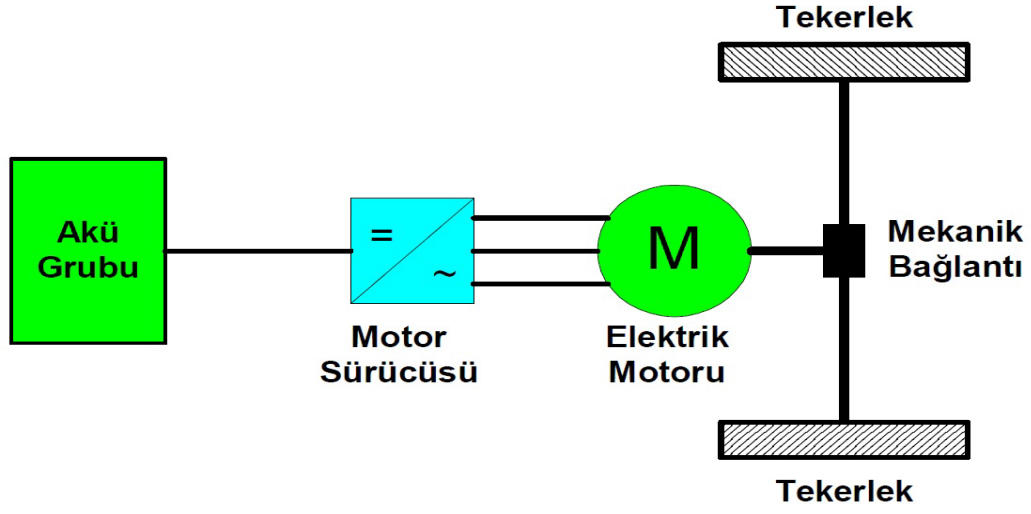 Tekerlek
Akü
Grubu
=
~
M
Mekanik
Bağlantı
Motor
Sürücüsü
Elektrik
Motoru
Tekerlek